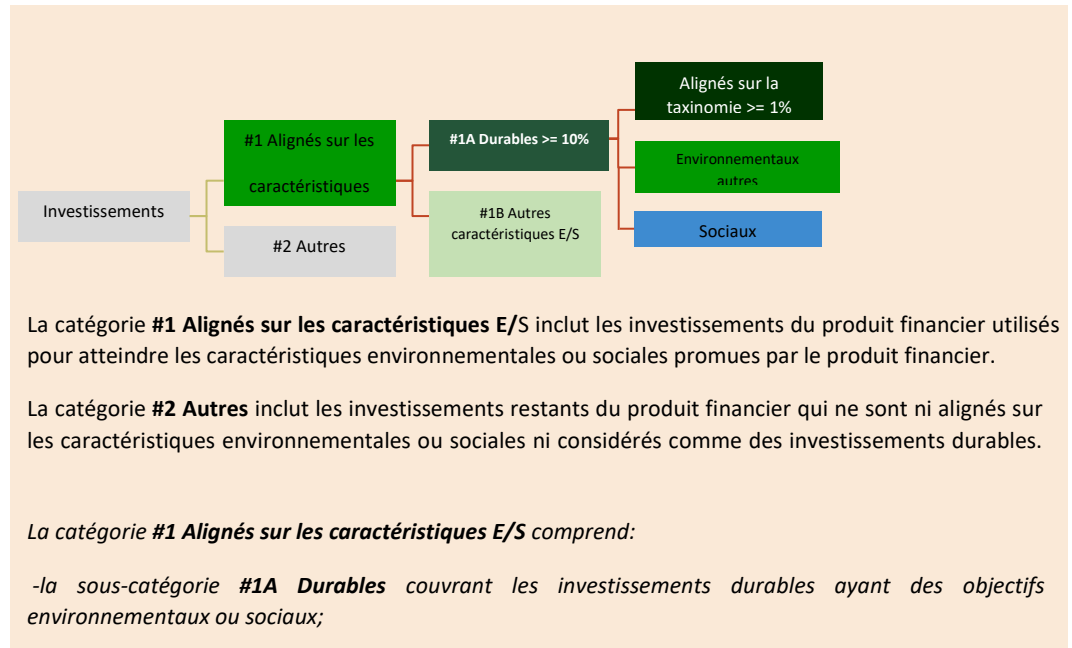 Alignés sur la
taxinomie >= 1%
#1 Alignés sur les
caractéristiques
#1A Durables >= 10%
Environnementaux
autres
Investissements
#1B Autres
caractéristiques E/S
Sociaux
#2 Autres
La catégorie #1 Alignés sur les caractéristiques E/S inclut les investissements du produit financier utilisés
pour atteindre les caractéristiques environnementales ou sociales promues par le produit financier.
La catégorie #2 Autres inclut les investissements restants du produit financier qui ne sont ni alignés sur
les caractéristiques environnementales ou sociales ni considérés comme des investissements durables.
La catégorie #1 Alignés sur les caractéristiques E/S comprend:
-la sous-catégorie #1A Durables couvrant les investissements durables ayant des objectifs
environnementaux ou sociaux;